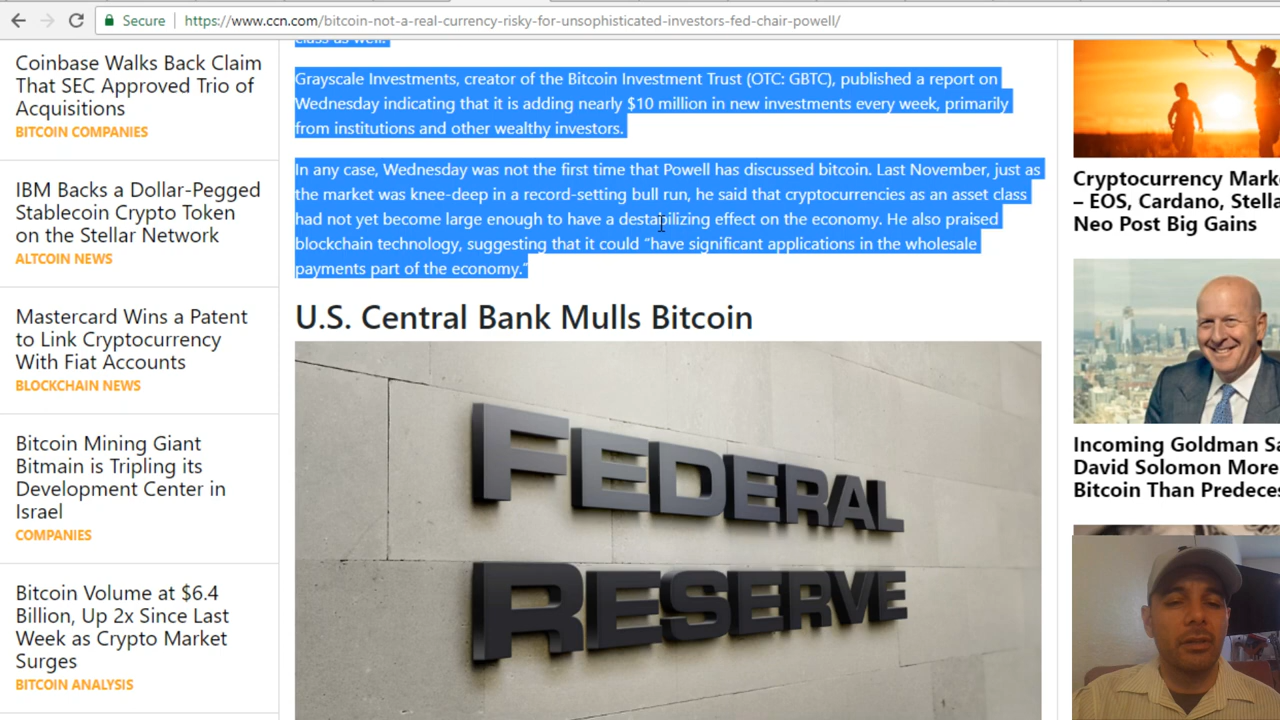 Secure
https://www.ccn.com/bitcoin-not-a-real-currency-risky-for-unsophisticated-investors-fed-chair-powell/
Coinbase Walks Back Claim
That SEC Approved Trio of
Acquisitions
BITCOIN COMPANIES
IBM Backs a Dollar-Pegged
Stablecoin Crypto Token
on the Stellar Network
ALTCOIN NEWS
Mastercard Wins a Patent
to Link Cryptocurrency
With Fiat Accounts
BLOCKCHAIN NEWS
Bitcoin Mining Giant
Bitmain is Tripling its
Development Center in
Israel
COMPANIES
Bitcoin Volume at $6.4
Billion, Up 2x Since Last
Week as Crypto Market
Surges
BITCOIN ANALYSIS
class as well.
Grayscale Investments, creator of the Bitcoin Investment Trust (OTC: GBTC), published a report on
Wednesday indicating that it is adding nearly $10 million in new investments every week, primarily
from institutions and other wealthy investors.
In any case, Wednesday was not the first time that Powell has discussed bitcoin. Last November, just as
the market was knee-deep in a record-setting bull run, he said that cryptocurrencies as an asset class
had not yet become large enough to have a destabilizing effect on the economy. He also praised
blockchain technology, suggesting that it could “have significant applications in the wholesale
payments part of the economy.”
U.S. Central Bank Mulls Bitcoin
FEDERAL
RESERVE
Cryptocurrency Mark
– EOS, Cardano, Stella
Neo Post Big Gains
Incoming Goldman Sa
David Solomon More
Bitcoin Than Predeces